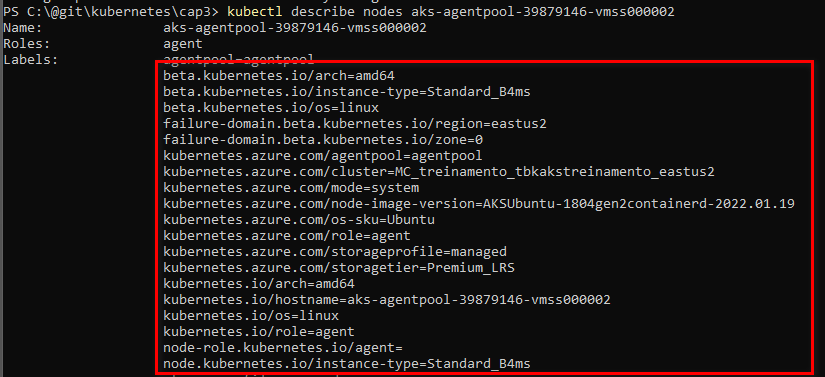 PS C:\@git\kubernetes\cap3> kubectl describe nodes aks-agentpool-39879146-vmss000002
Name: aks-agentpool-39879146-vmss000002
Roles: agent
Labels: agentpool=agentpool
beta.kubernetes.io/arch=amd64
beta.kubernetes.io/instance-type=Standard_B4ms
beta.kubernetes.io/os=linux
failure-domain.beta.kubernetes.io/region=eastus2
failure-domain.beta.kubernetes.io/zone=0
kubernetes.azure.com/agentpool=agentpool
kubernetes.azure.com/cluster=MC_treinamento_tbkakstreinamento_eastus2
kubernetes.azure.com/mode=system
kubernetes.azure.com/node-image-version=AKSUbuntu-1804gen2containerd-2022.01.19
kubernetes.azure.com/os-sku=Ubuntu
kubernetes.azure.com/role=agent
kubernetes.azure.com/storageprofile=managed
kubernetes.azure.com/storagetier=Premium_LRS
kubernetes.io/arch=amd64
kubernetes.io/hostname=aks-agentpool-39879146-vmss000002
kubernetes.io/os=linux
kubernetes.io/role=agent
node-role.kubernetes.io/agent=
node.kubernetes.io/instance-type=Standard_B4ms